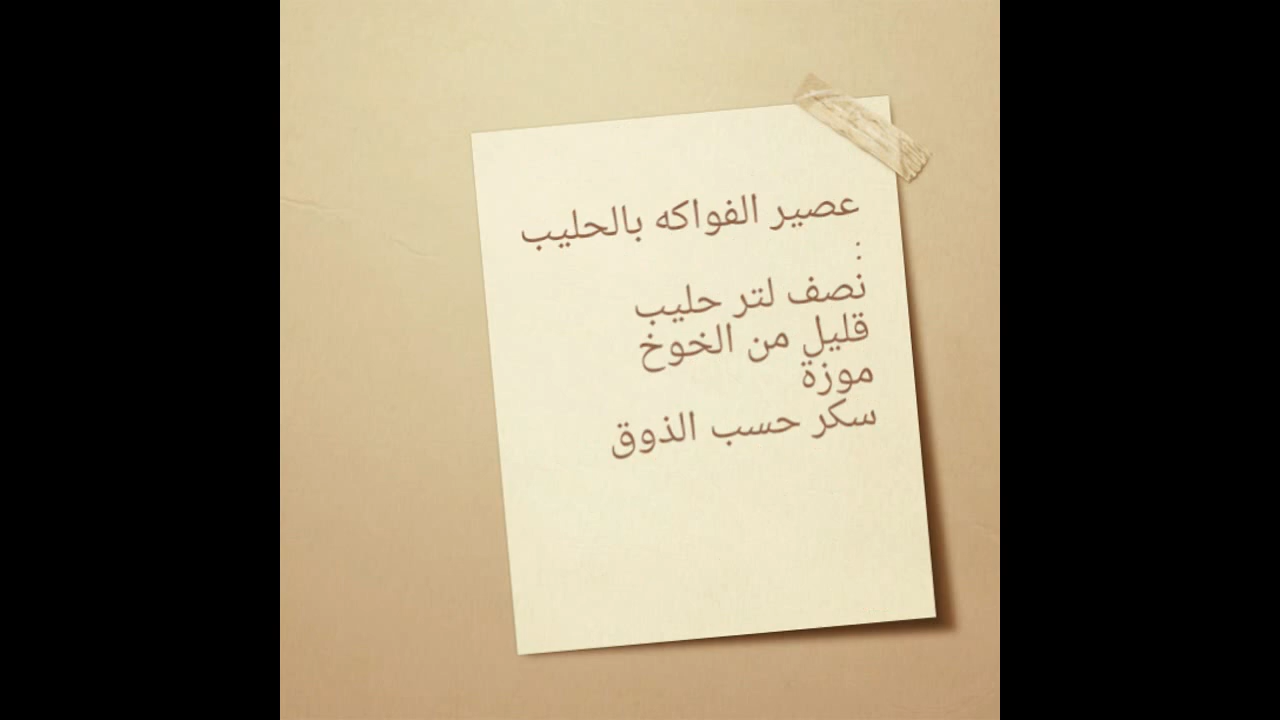 عصير الفواكه بالحليب
:
نصف لتر حليب
قليل من الخوخ
موزة
سكر حسب الذوق